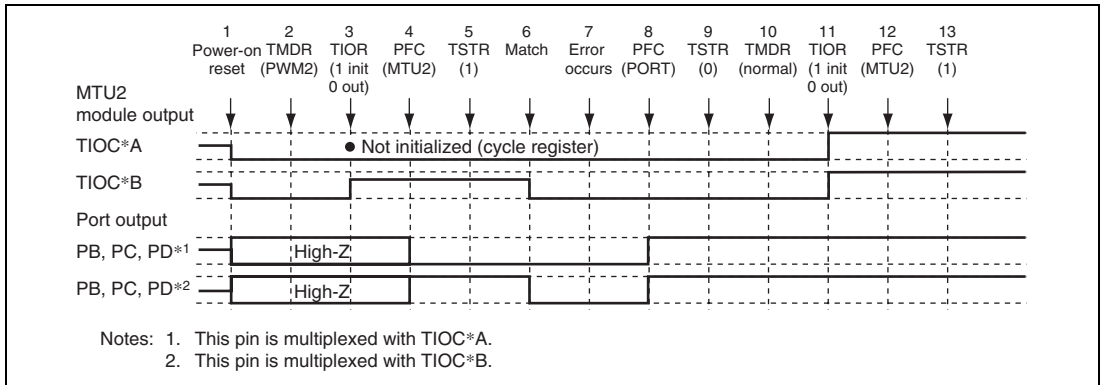 1 2 3 4 5 6 7 8 9 10 11 12 13
Power-on TMDR TIOR PFC TSTR Match Error PFC TSTR TMDR TIOR PFC TSTR
reset (PWM2) (1 init (MTU2) (1) occurs (PORT) (0) (normal) (1 init (MTU2) (1)
0 out) 0 out)
MTU2
module output
TIOC*A ● Not initialized (cycle register)
TIOC*B
Port output
PB, PC, PD*1 High-Z
PB, PC, PD*2 High-Z
Notes: 1. This pin is multiplexed with TIOC*A.
2. This pin is multiplexed with TIOC*B.